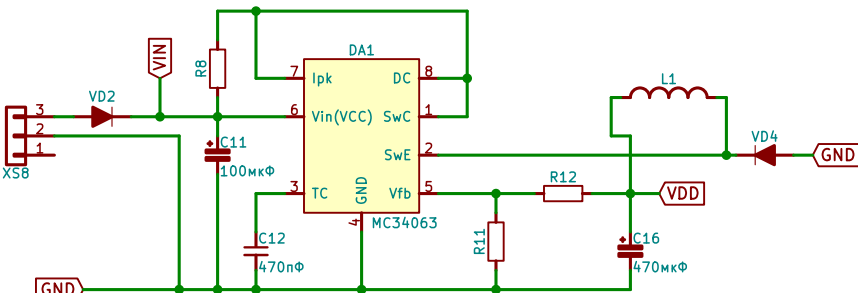 DA1
VIN
R8
7
Ipk
DC
8
L1
VD2
3
6
Vin(VCC)
SwC
1
2
C11
VD4
1
100мкФ
SwE
2
GND
XS8
R12
3
TC
GND
Vfb
5
VDD
4
MC34063
C12
R11
C16
470пФ
470мкФ
GND